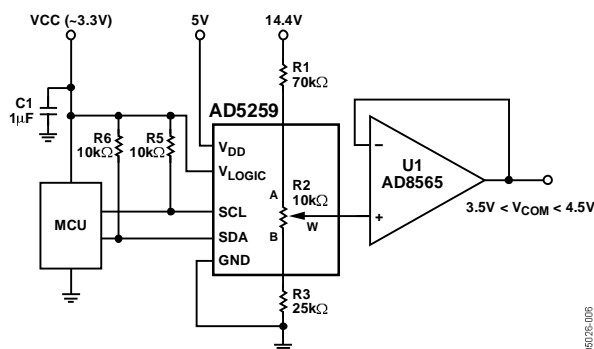 VCC (~3.3V)
5V
14.4V
R1
70kΩ
C1
1μF
AD5259
R6
10kΩ
R5
10kΩ
VDD
VLOGIC
SCL
SDA
GND
MCU
A
R2
10kΩ
W
B
R3
25kΩ
U1
AD8565
3.5V < VCOM < 4.5V
05026-006